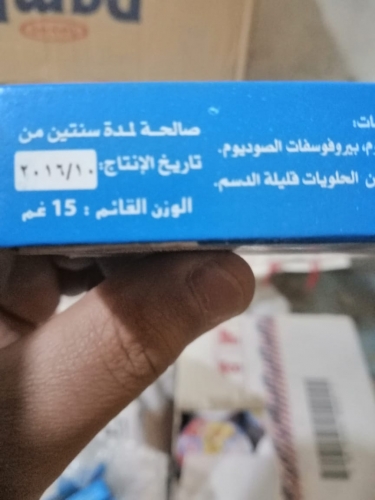 صالحة لمدة سنتين من
تاريخ الإنتاج: ٢٠١٦/١٠
الوزن القائم : 15 غم
بيروفوسفات الصوديوم.
الحلويات قليلة الدسم.